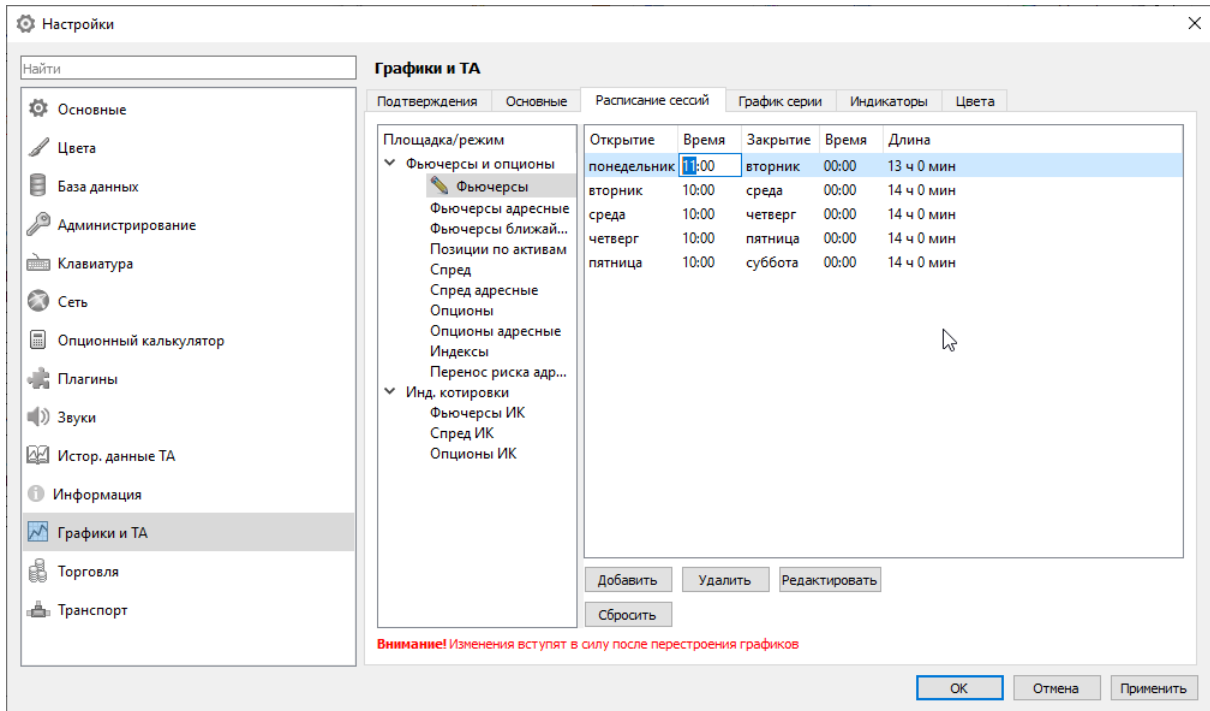 Настройки
Найти
Основные
Цвета
База данных
Администрирование
Клавиатура
Сеть
Опционный калькулятор
Плагины
Звуки
Истор. данные ТА
Информация
Графики и ТА
Торговля
Транспорт
Графики и ТА
Подтверждения Основные Расписание сессий График серии Индикаторы Цвета
Площадка/режим
Фьючерсы и опционы
Фьючерсы
Фьючерсы адресные
Фьючерсы ближай...
Позиции по активам
Спред
Спред адресные
Опционы
Опционы адресные
Индексы
Перенос риска адр...
Инд. котировки
Фьючерсы ИК
Спред ИК
Опционы ИК
Открытие Время Закрытие Время Длина
понедельник 11:00 вторник 00:00 13 ч 0 мин
вторник 10:00 среда 00:00 14 ч 0 мин
среда 10:00 четверг 00:00 14 ч 0 мин
четверг 10:00 пятница 00:00 14 ч 0 мин
пятница 10:00 суббота 00:00 14 ч 0 мин
Добавить Удалить Редактировать
Сбросить
Внимание! Изменения вступят в силу после перестроения графиков
OK Отмена Применить